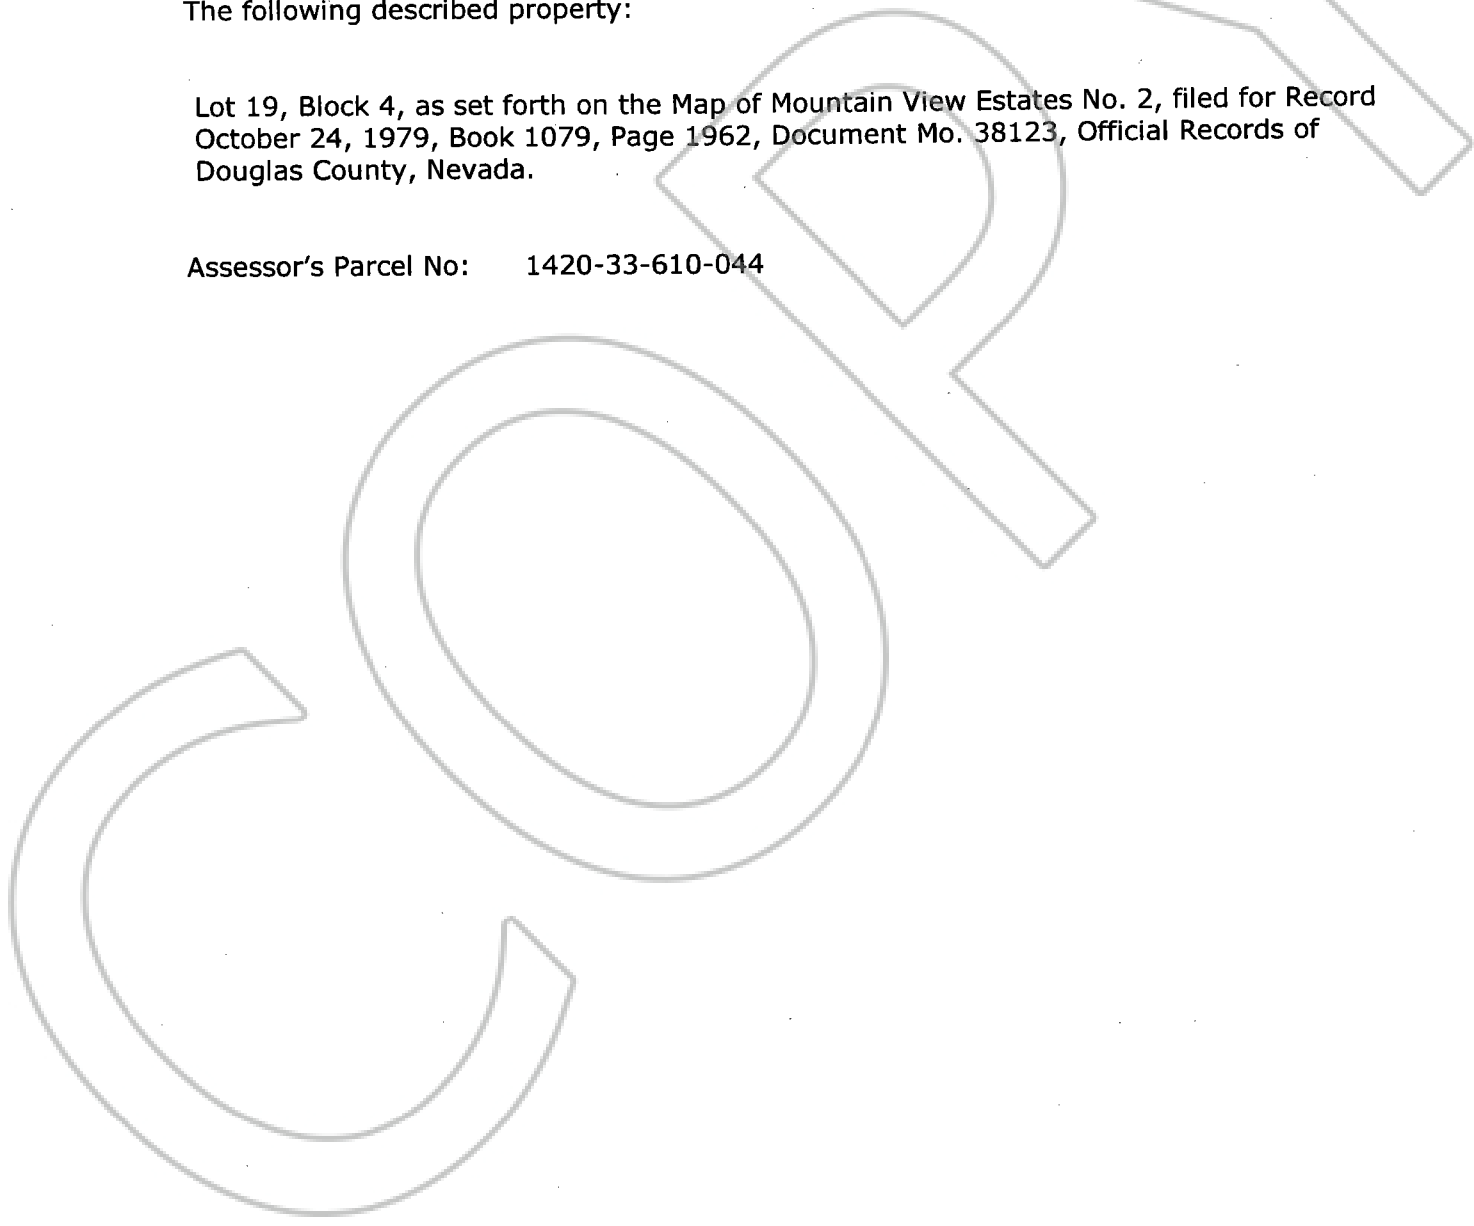 The following described property:
Lot 19, Block 4, as set forth on the Map of Mountain View Estates No. 2, filed for Record
October 24, 1979, Book 1079, Page 1962, Document Mo. 38123, Official Records of
Douglas County, Nevada.
Assessor's Parcel No: 1420-33-610-044
COPY